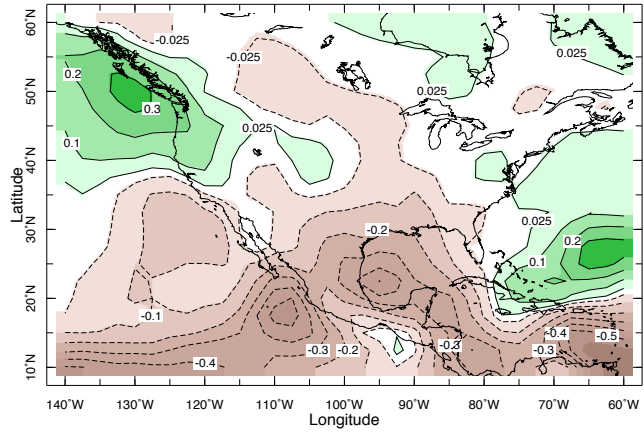 60°N
-0.025
-0.025
0.2
0.025
0.025
50°N
0.3
0.1
0.025
40°N
Latitude
30°N
-0.2
0.025
0.2
0.1
20°N
-0.1
-0.3
-0.2
-0.3
-0.4
-0.3
-0.5
-0.4
10°N
140°W
130°W
120°W
110°W
100°W
90°W
80°W
70°W
60°W
Longitude